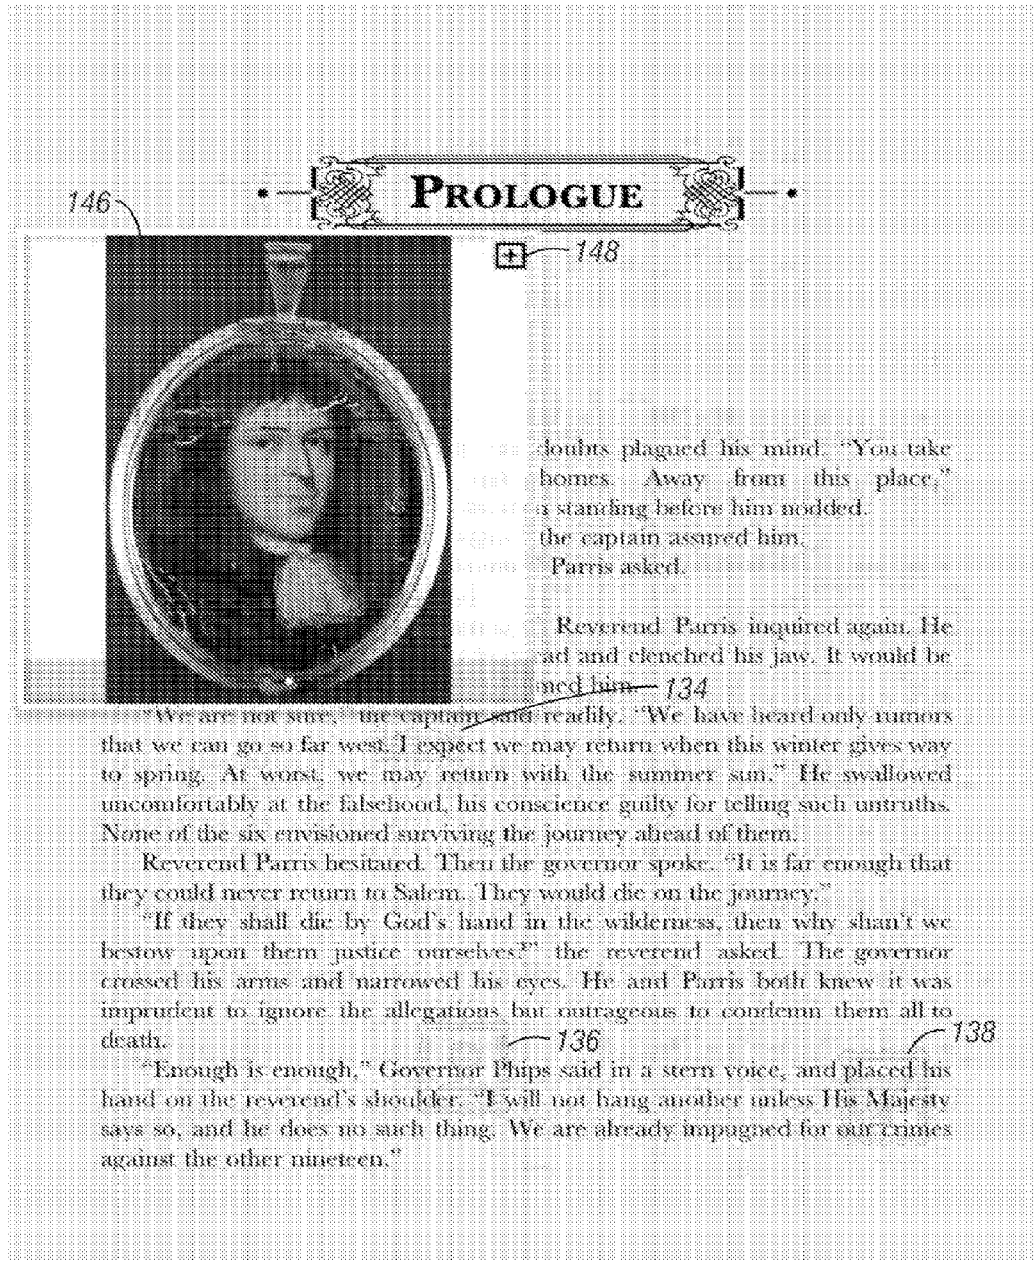 PROLOGUE
146
148
doubts plagued his mind. “You take
homes. Away from this place,”
standing before him nodded.
the captain assured him.
Parris asked.
Reverend Parris inquired again. He
and clenched his jaw. It would be
him.
134
“We are not sure,” the captain said readily. “We have heard only rumors
that we can go so far west. I expect we may return when this winter gives way
to spring. At worst, we may return with the summer sun.” He swallowed
uncomfortably at the falsehood, his conscience guilty for telling such untruths.
None of the six envisioned surviving the journey ahead of them.
Reverend Parris hesitated. Then the governor spoke. “It is far enough that
they could never return to Salem. They would die on the journey.”
“If they shall die by God’s hand in the wilderness, then why shan’t we
bestow upon them justice ourselves?” the reverend asked. The governor
crossed his arms and narrowed his eyes. He and Parris both knew it was
imprudent to ignore the allegations but outrageous to condemn them all to
death.
136
138
“Enough is enough,” Governor Phips said in a stern voice, and placed his
hand on the reverend’s shoulder. “I will not hang another unless His Majesty
says so, and he does no such thing. We are already impugned for our crimes
against the other nineteen.”